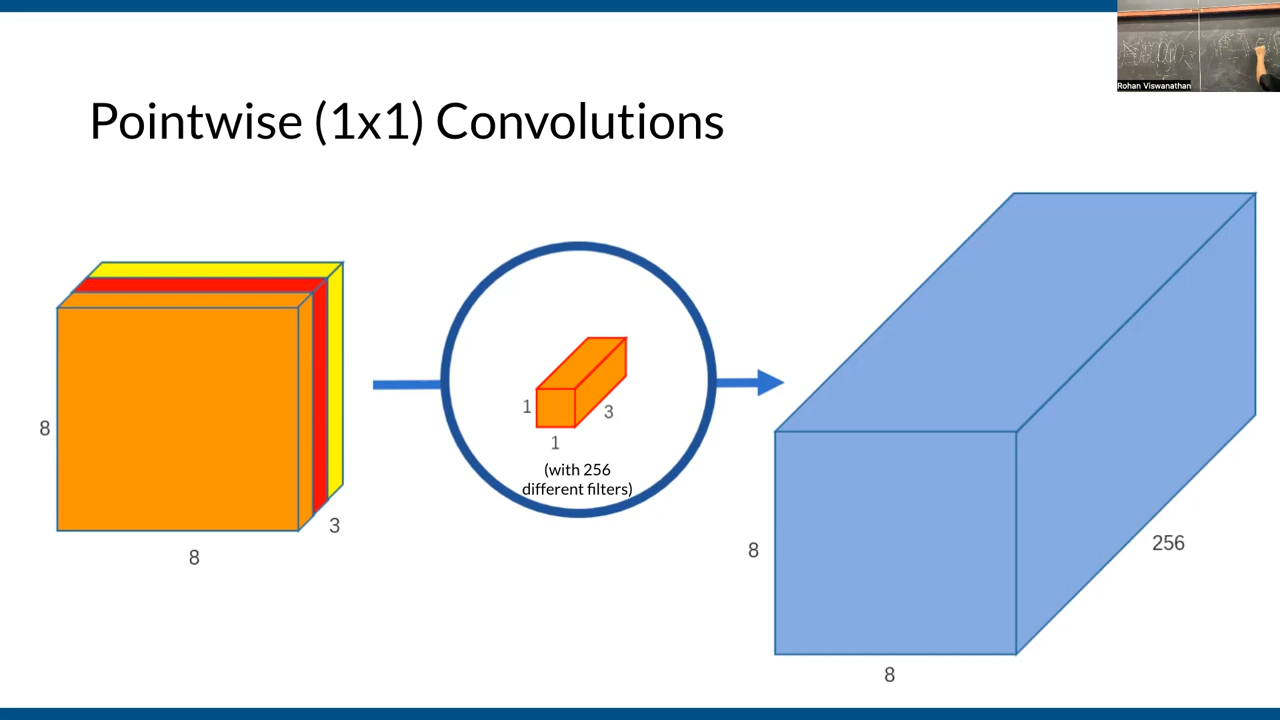 Rohan Viswanathan
Pointwise (1x1) Convolutions
8
8
3
1
1
3
(with 256
different filters)
8
8
256